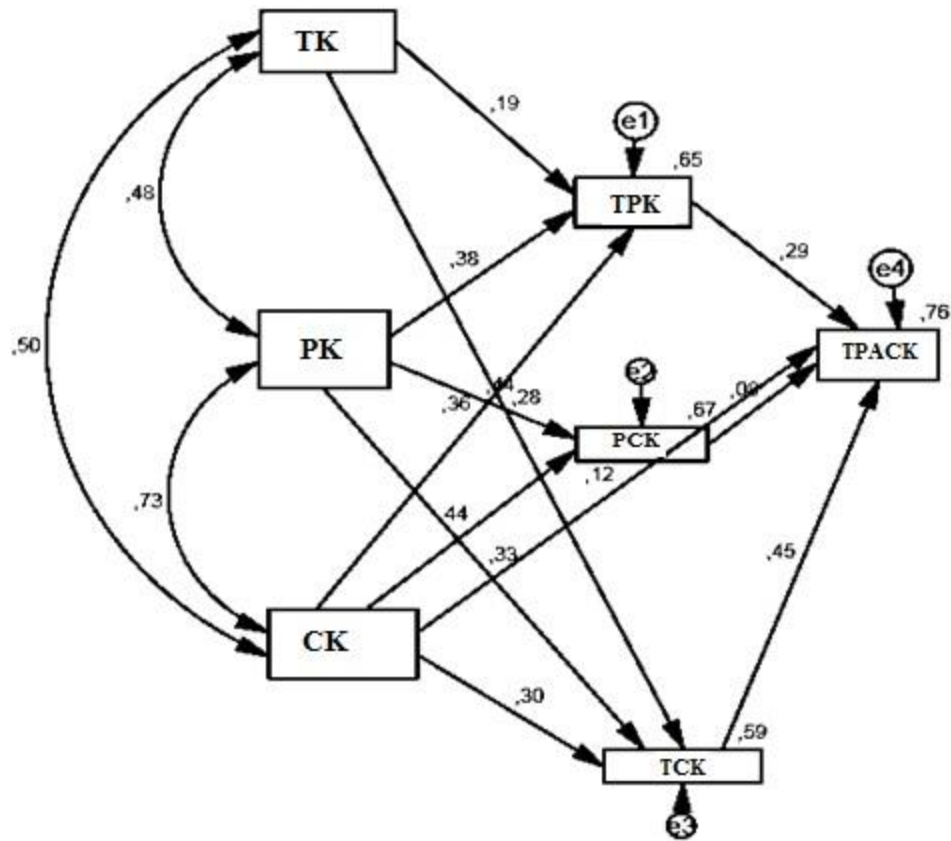 TK
,19
e1
,65
TPK
,48
,38
,29
e4
,76
,50
PK
TPACK
,36
,28
,67
PCK
,12
,73
,44
,33
,45
CK
,30
,59
TCK
e3